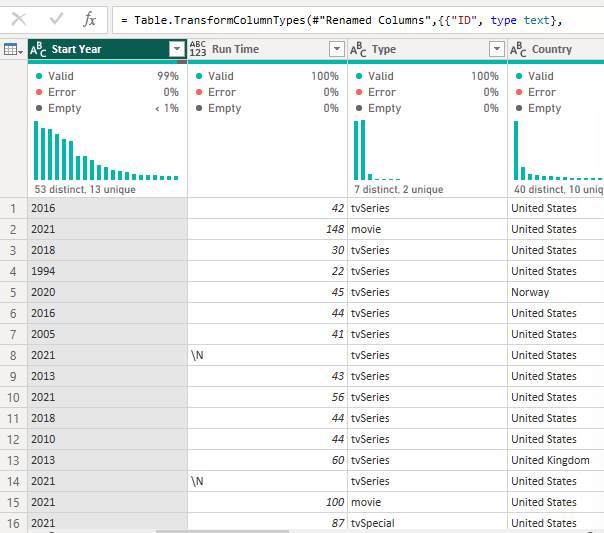 fx = Table.TransformColumnTypes(#"Renamed Columns",{{"ID", type text},
ABC Start Year ABC 123 Run Time ABC Type ABC Country
Valid 99% Valid 100% Valid 100% Valid
Error 0% Error 0% Error 0% Error
Empty < 1% Empty 0% Empty 0% Empty
53 distinct, 13 unique 7 distinct, 2 unique 40 distinct, 10 uniq
1 2016 42 tvSeries United States
2 2021 148 movie United States
3 2018 30 tvSeries United States
4 1994 22 tvSeries United States
5 2020 45 tvSeries Norway
6 2016 44 tvSeries United States
7 2005 41 tvSeries United States
8 2021 \N tvSeries United States
9 2013 43 tvSeries United States
10 2021 56 tvSeries United States
11 2018 44 tvSeries United States
12 2010 44 tvSeries United States
13 2013 60 tvSeries United Kingdom
14 2021 \N tvSeries United States
15 2021 100 movie United States
16 2021 87 tvSpecial United States